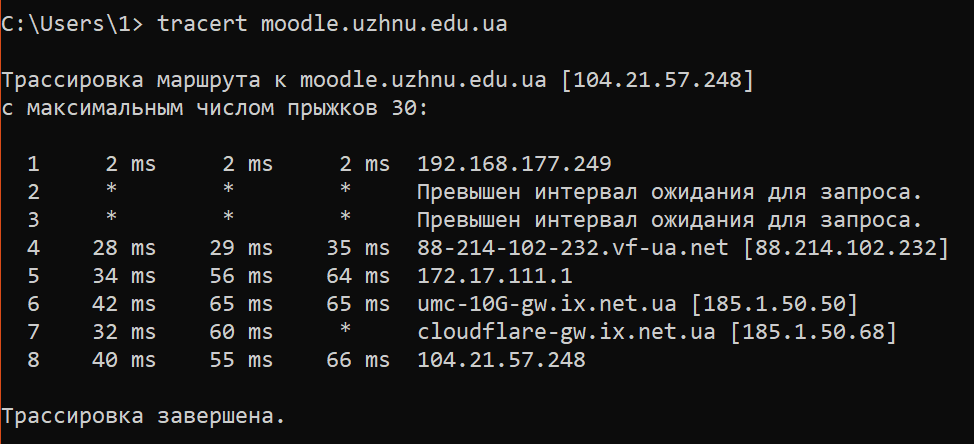 C:\Users\1> tracert moodle.uzhnu.edu.ua
Трассировка маршрута к moodle.uzhnu.edu.ua [104.21.57.248]
с максимальным числом прыжков 30:
1 2 ms 2 ms 2 ms 192.168.177.249
2 * * * Превышен интервал ожидания для запроса.
3 * * * Превышен интервал ожидания для запроса.
4 28 ms 29 ms 35 ms 88-214-102-232.vf-ua.net [88.214.102.232]
5 34 ms 56 ms 64 ms 172.17.111.1
6 42 ms 65 ms 65 ms umc-10G-gw.ix.net.ua [185.1.50.50]
7 32 ms 60 ms * cloudflare-gw.ix.net.ua [185.1.50.68]
8 40 ms 55 ms 66 ms 104.21.57.248
Трассировка завершена.